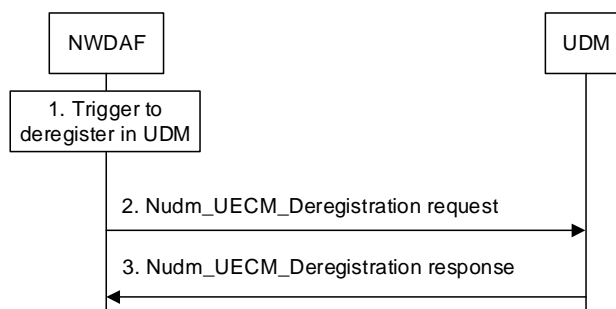 NWDAF
UDM
1. Trigger to
deregister in UDM
2. Nudm_UECM_Deregistration request
3. Nudm_UECM_Deregistration response